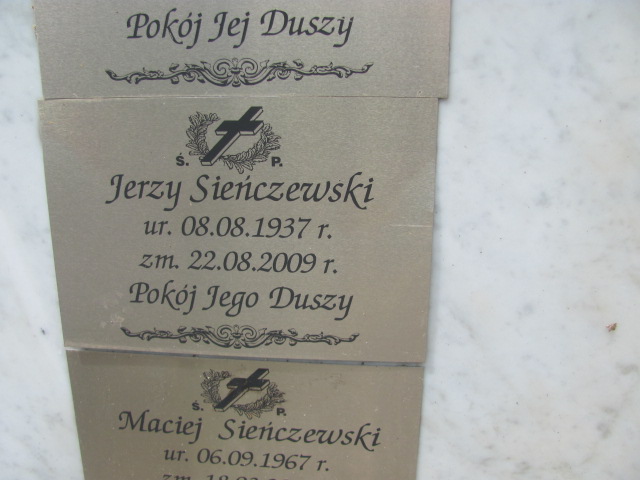 Pokój Jej Duszy
Ś. P.
Jerzy Sieńczewski
ur. 08.08.1937 r.
zm. 22.08.2009 r.
Pokój Jego Duszy
Ś. P.
Maciej Sieńczewski
ur. 06.09.1967 r.
zm.